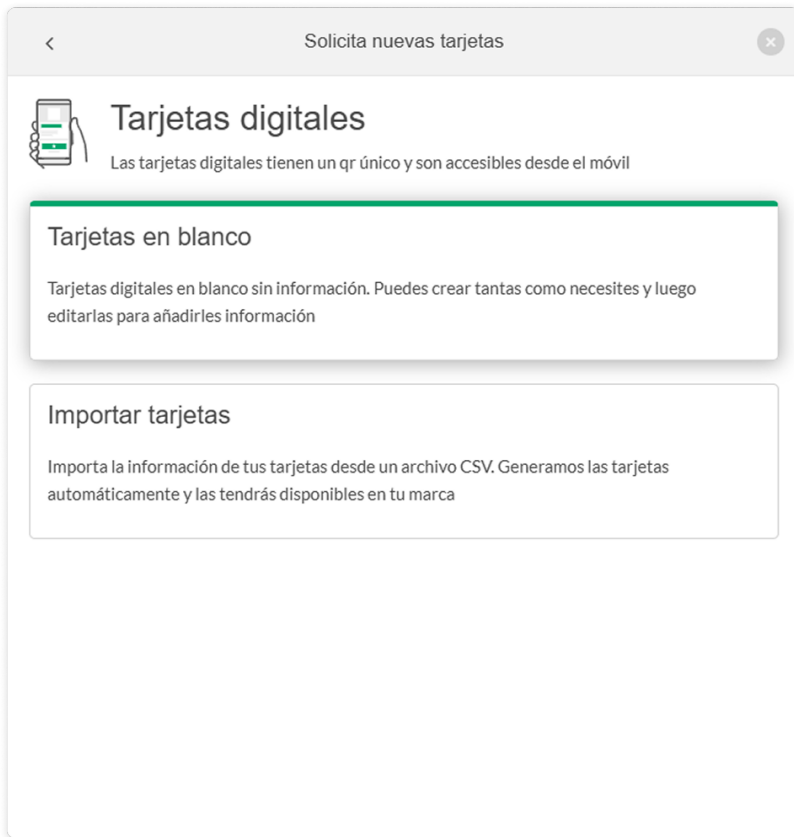 Solicita nuevas tarjetas
Tarjetas digitales
Las tarjetas digitales tienen un qr único y son accesibles desde el móvil
Tarjetas en blanco
Tarjetas digitales en blanco sin información. Puedes crear tantas como necesites y luego
editarlas para añadirles información
Importar tarjetas
Importa la información de tus tarjetas desde un archivo CSV. Generamos las tarjetas
automáticamente y las tendrás disponibles en tu marca